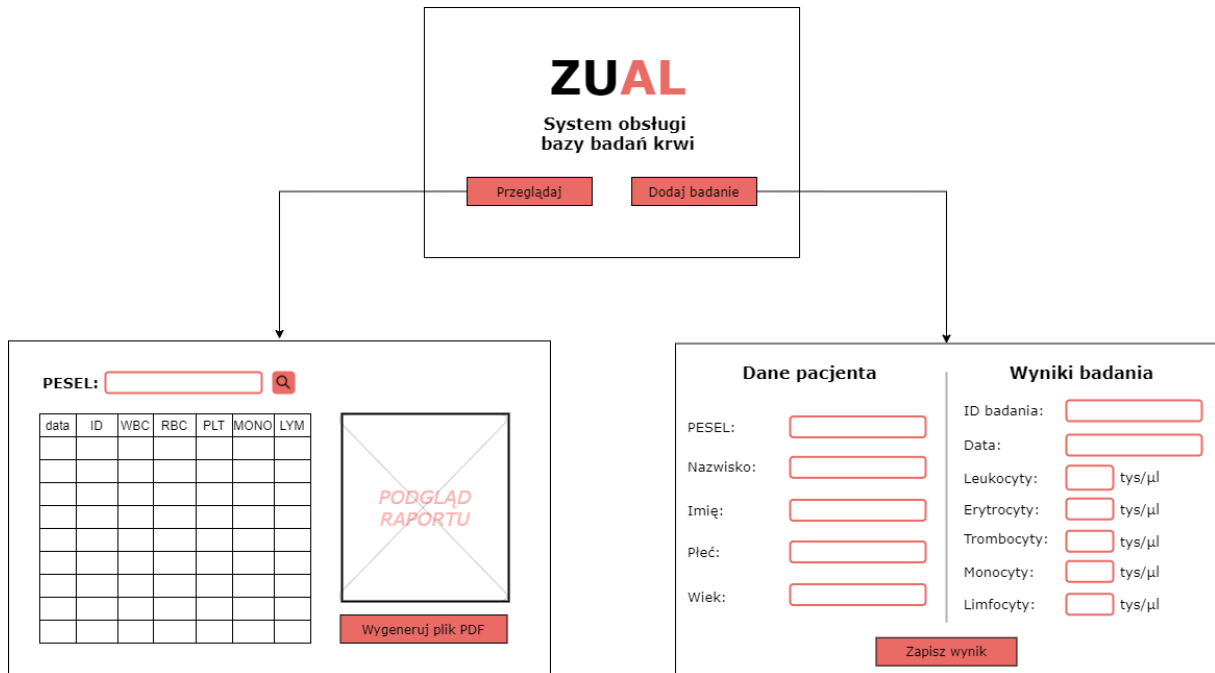 ZUAL
System obsługi
bazy badań krwi
Przeglądaj
Dodaj badanie
PESEL:
data ID WBC RBC PLT MONO LYM
PODGLĄD
RAPORTU
Wygeneruj plik PDF
Dane pacjenta
PESEL:
Nazwisko:
Imię:
Płeć:
Wiek:
Wyniki badania
ID badania:
Data:
Leukocyty: tys/µl
Erytrocyty: tys/µl
Trombocyty: tys/µl
Monocyty: tys/µl
Limfocyty: tys/µl
Zapisz wynik